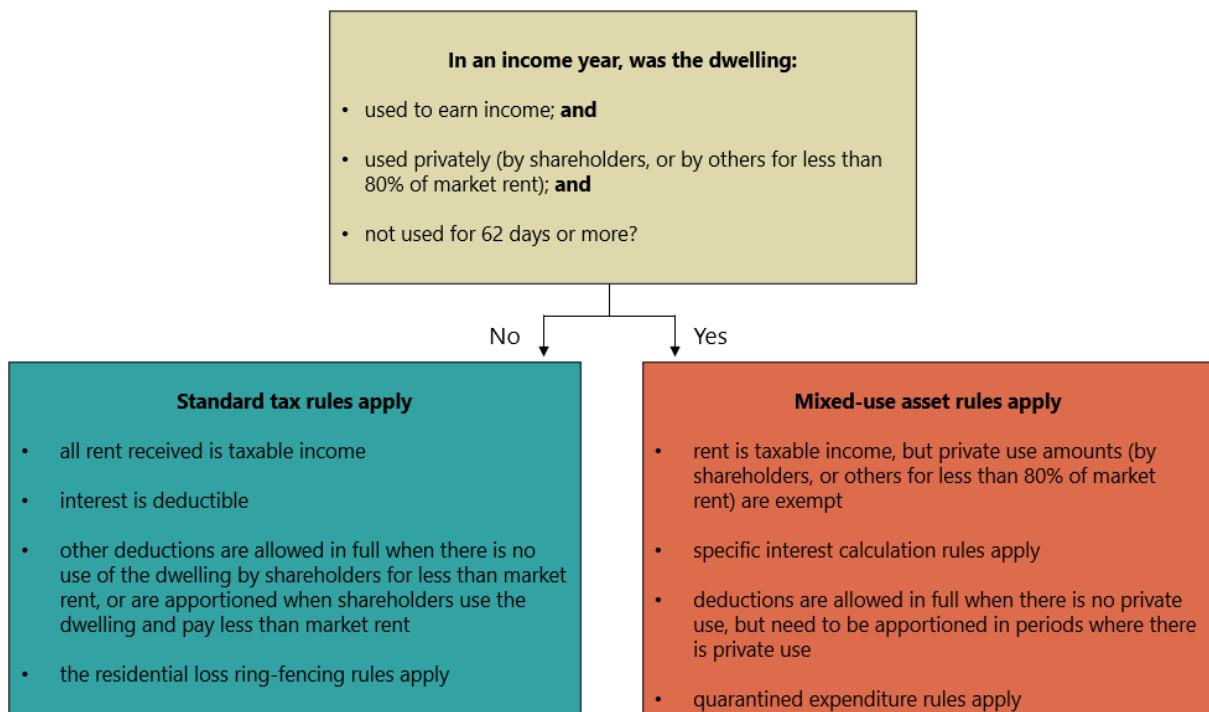 In an income year, was the dwelling:
• used to earn income; and
• used privately (by shareholders, or by others for less than
80% of market rent); and
• not used for 62 days or more?
No
Yes
Standard tax rules apply
• all rent received is taxable income
• interest is deductible
• other deductions are allowed in full when there is no
use of the dwelling by shareholders for less than market
rent, or are apportioned when shareholders use the
dwelling and pay less than market rent
• the residential loss ring-fencing rules apply
Mixed-use asset rules apply
• rent is taxable income, but private use amounts (by
shareholders, or others for less than 80% of market
rent) are exempt
• specific interest calculation rules apply
• deductions are allowed in full when there is no private
use, but need to be apportioned in periods where there
is private use
• quarantined expenditure rules apply